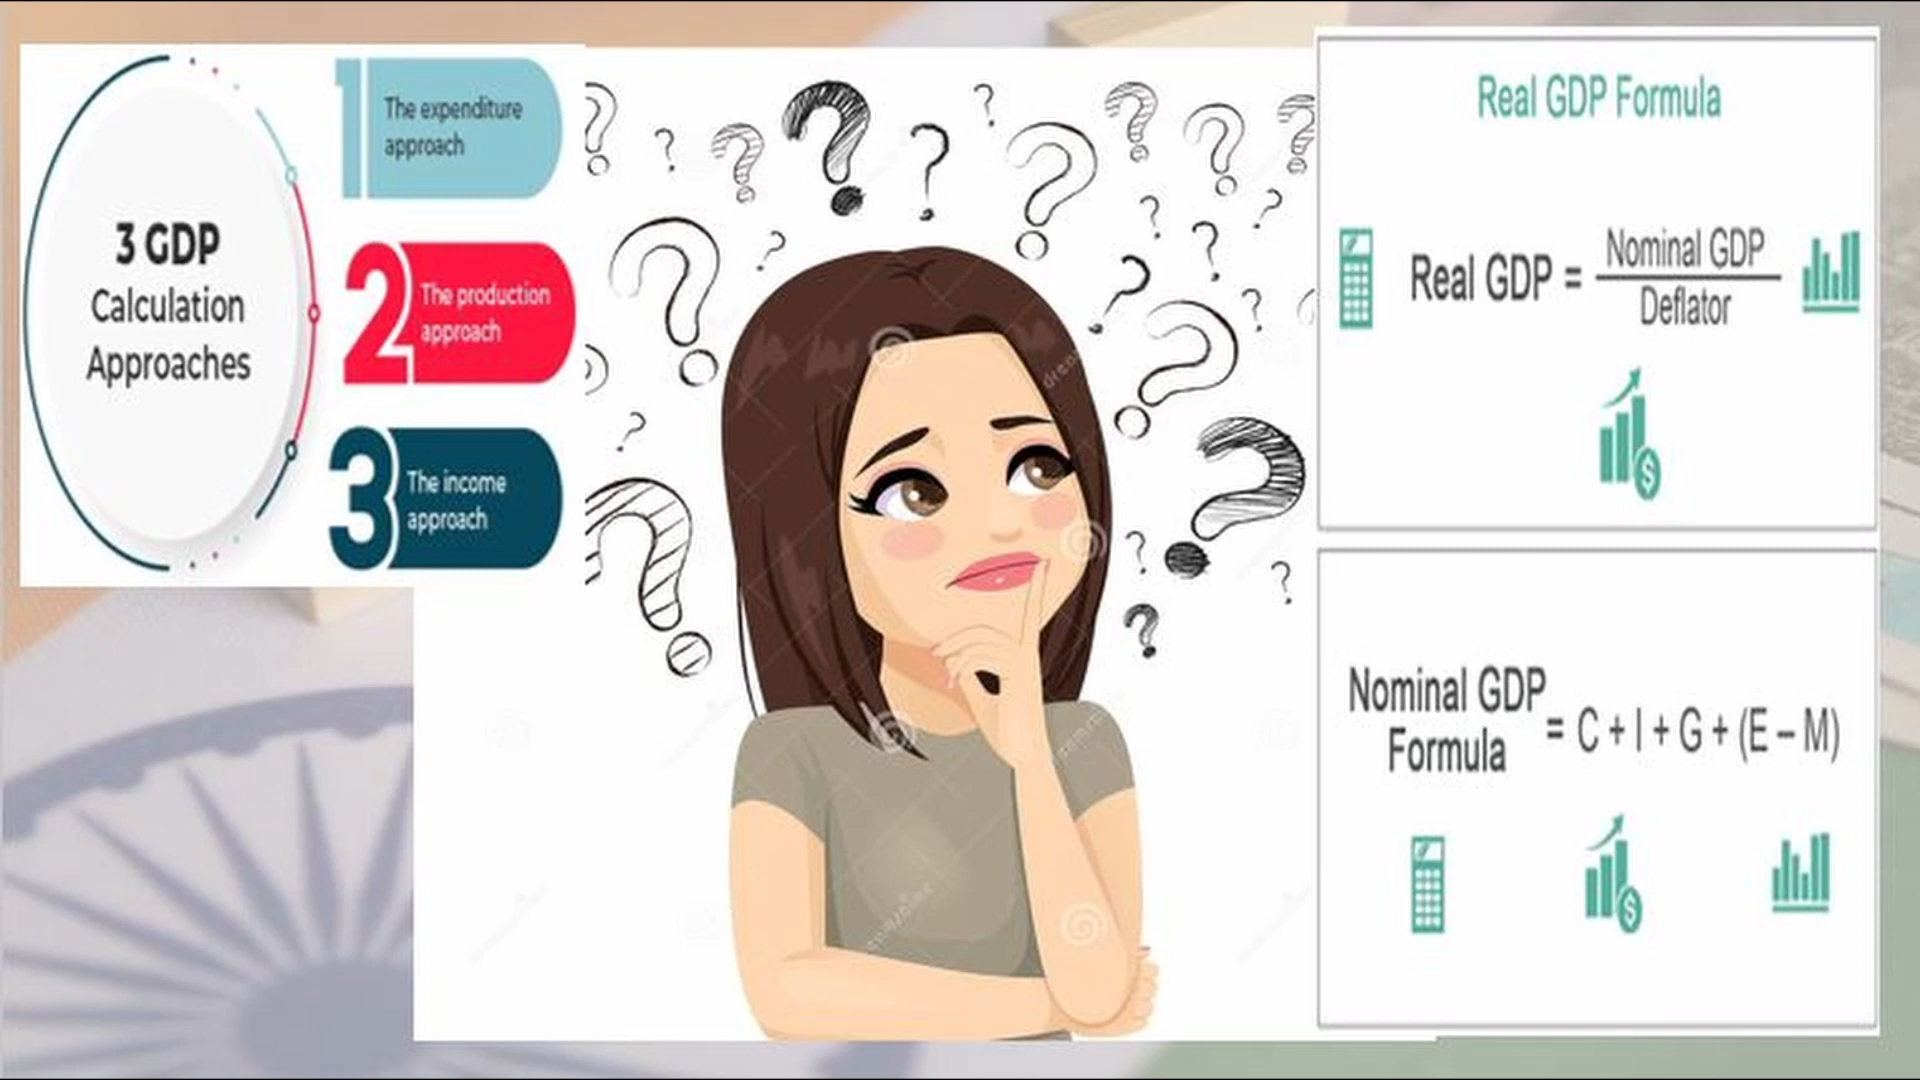 3 GDP
Calculation
Approaches
1
The expenditure
approach
2
The production
approach
3
The income
approach
Real GDP Formula
Real GDP = Nominal GDP
Deflator
Nominal GDP
Formula
= C + I + G + (E – M)